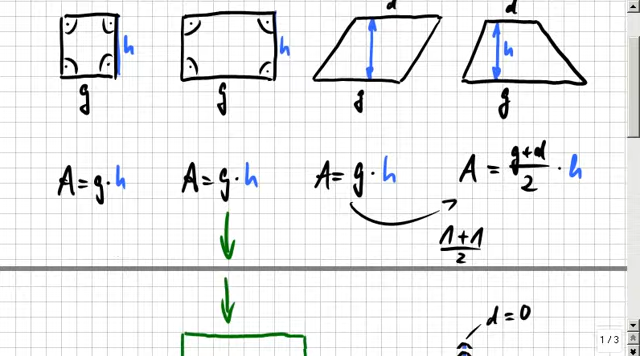 d d
h h h
g g g g
A = g · h A = g · h A = g · h A = (g+d)/2 · h
(1+1)/2
d = 0
1 / 3